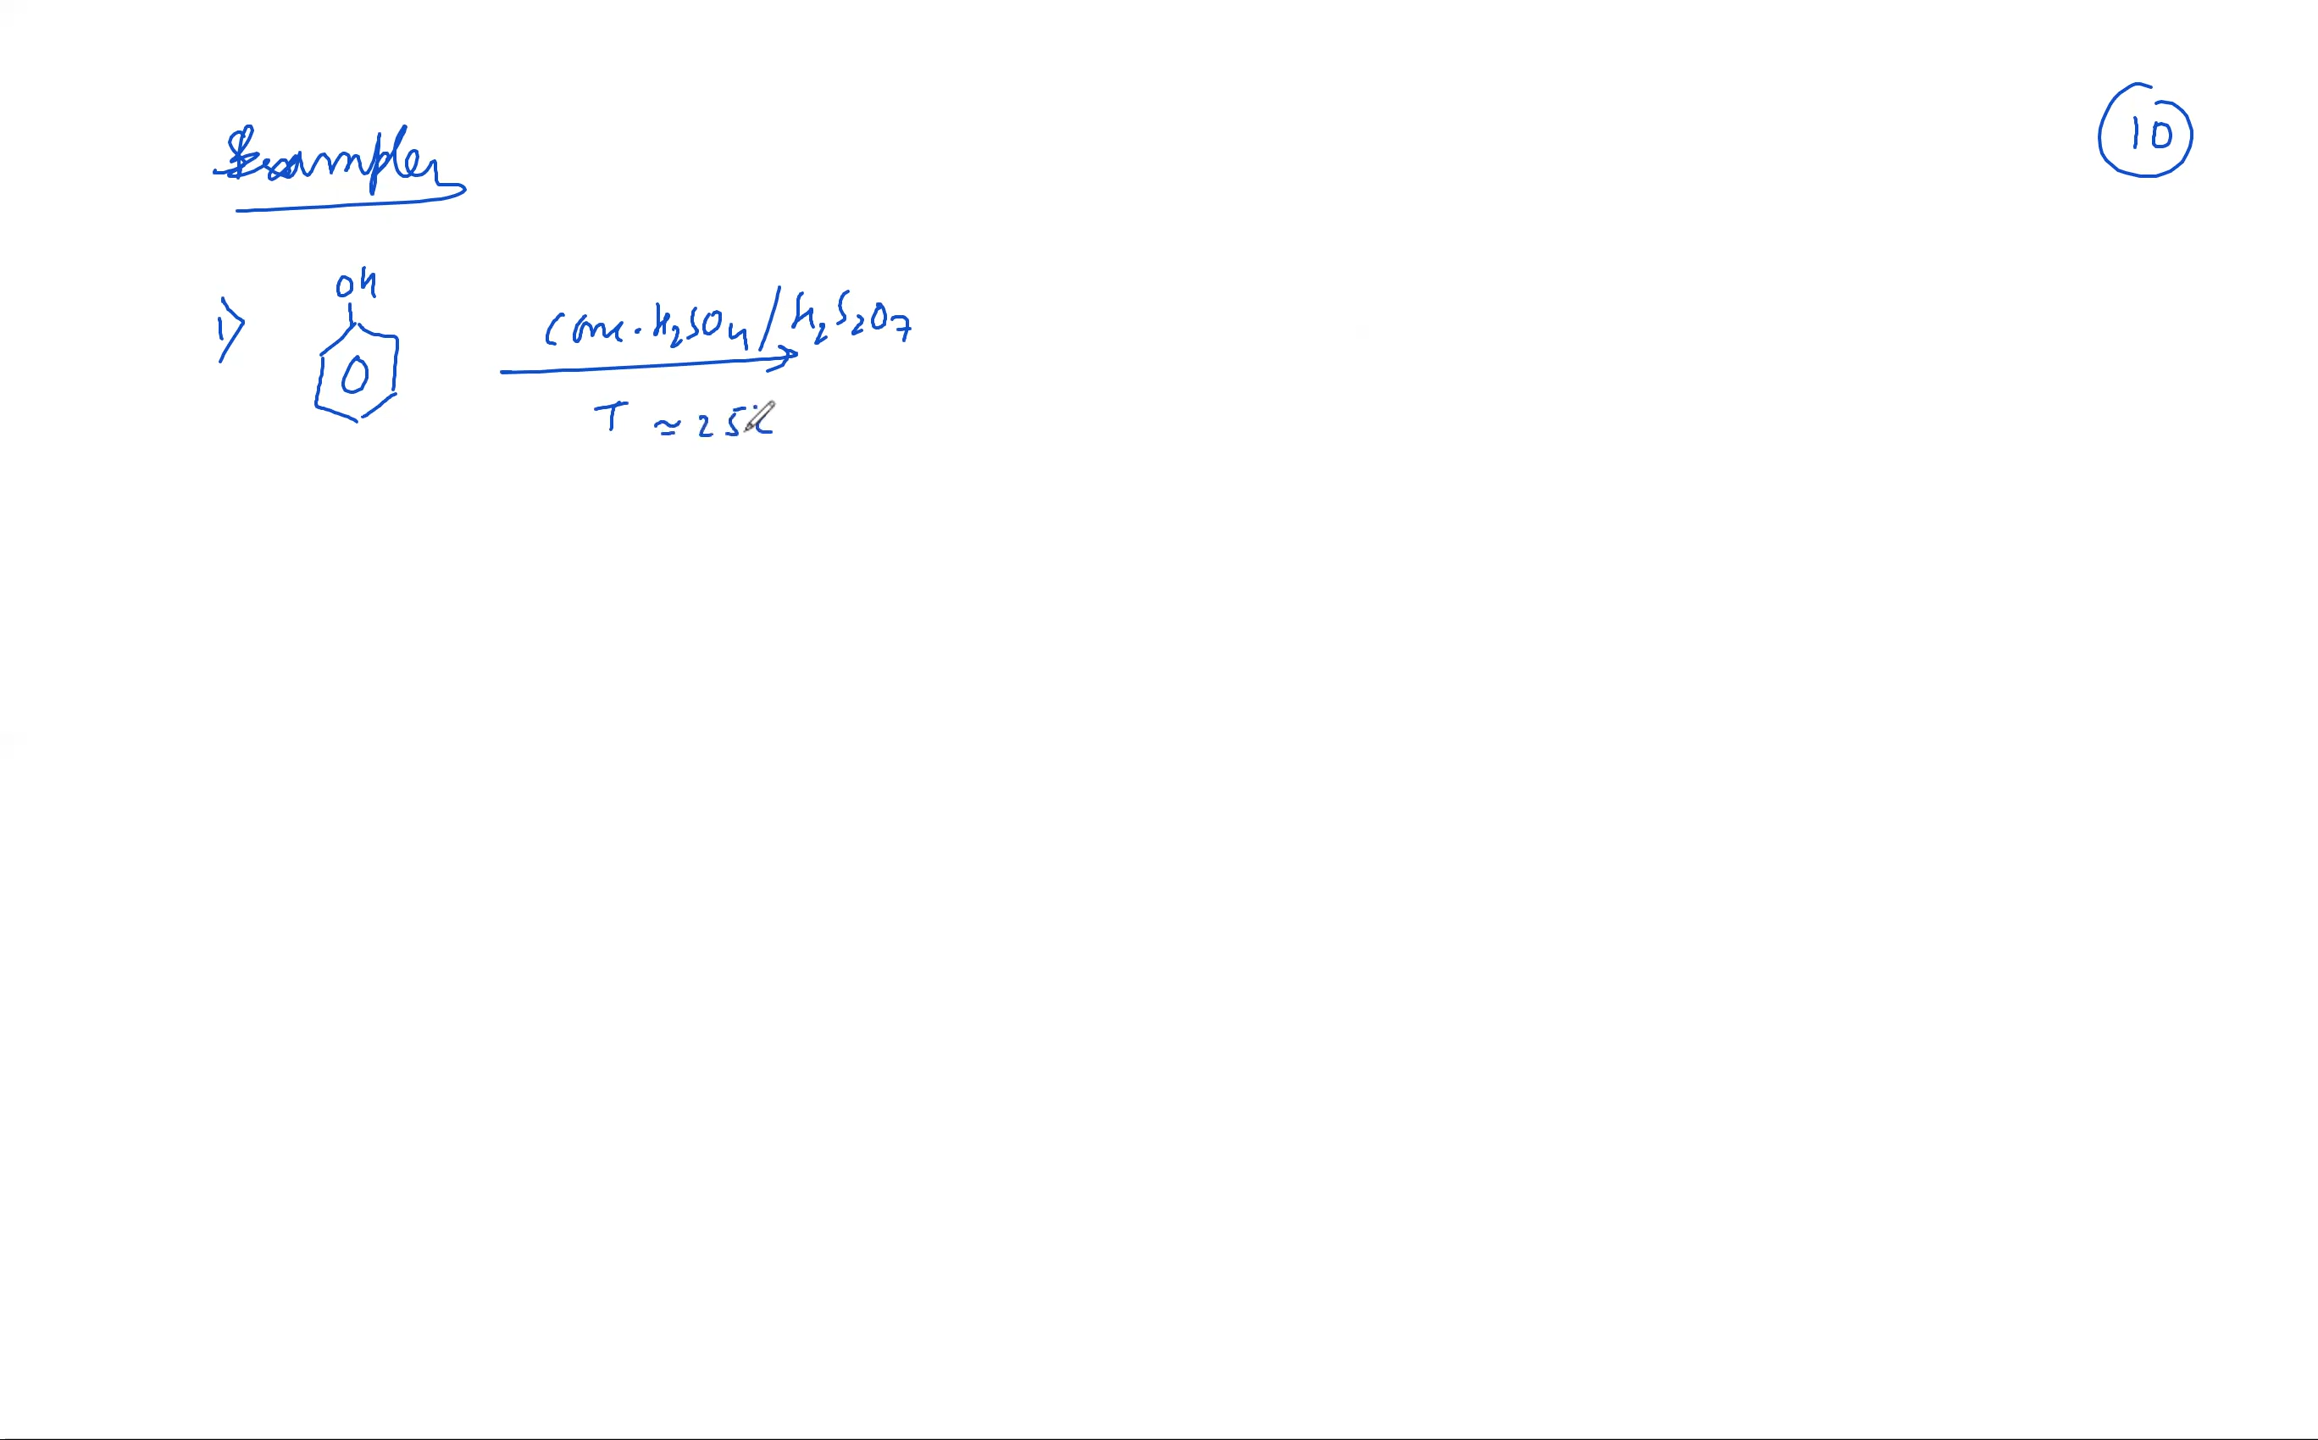 Examples
10
1)
OH
Conc. H2SO4/H2S2O7
T ≃ 25°C